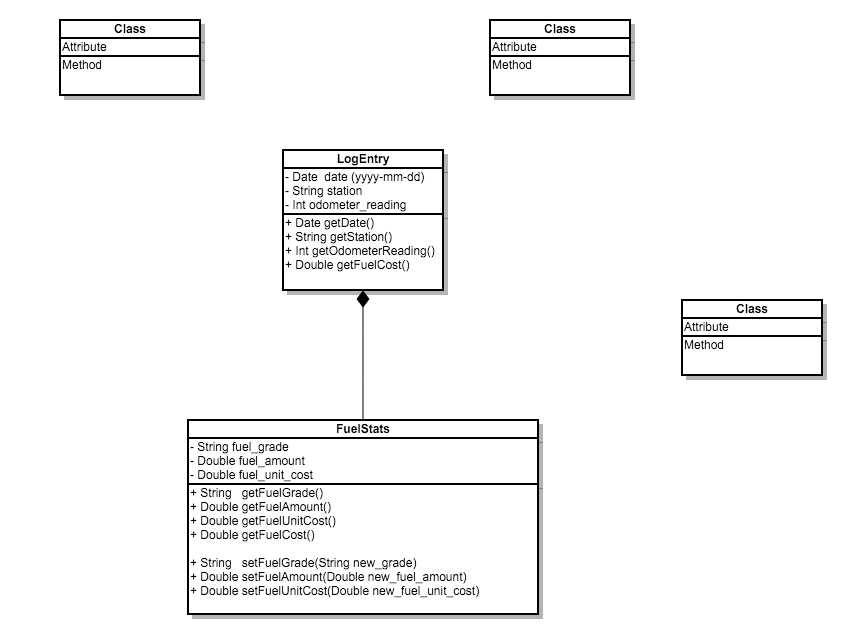 Class
Attribute
Method
Class
Attribute
Method
LogEntry
- Date  date (yyyy-mm-dd)
- String station
- Int odometer_reading
+ Date getDate()
+ String getStation()
+ Int getOdometerReading()
+ Double getFuelCost()
Class
Attribute
Method
FuelStats
- String fuel_grade
- Double fuel_amount
- Double fuel_unit_cost
+ String   getFuelGrade()
+ Double getFuelAmount()
+ Double getFuelUnitCost()
+ Double getFuelCost()
+ String   setFuelGrade(String new_grade)
+ Double setFuelAmount(Double new_fuel_amount)
+ Double setFuelUnitCost(Double new_fuel_unit_cost)